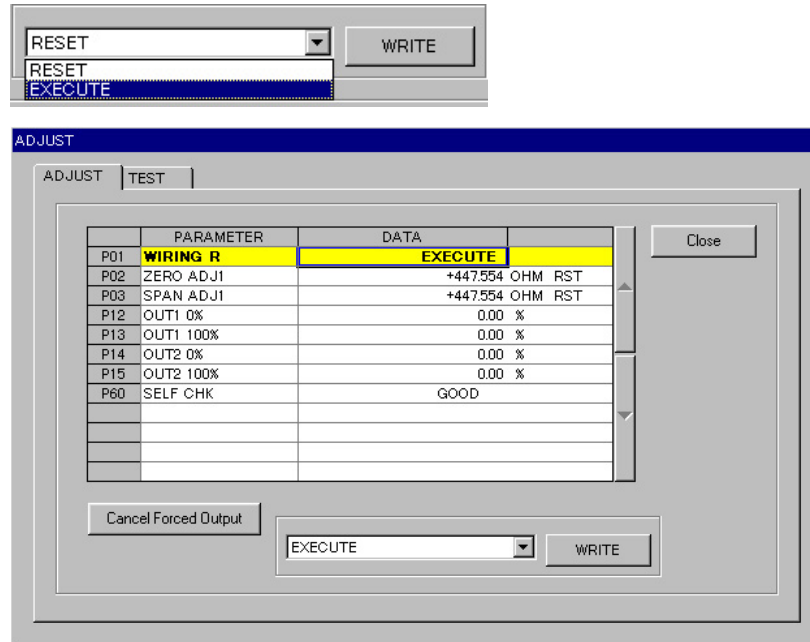 RESET WRITE
RESET
EXECUTE
ADJUST
ADJUST TEST
PARAMETER DATA
P01 WIRING R EXECUTE
P02 ZERO ADJ1 +447.554 OHM RST
P03 SPAN ADJ1 +447.554 OHM RST
P12 OUT1 0% 0.00 %
P13 OUT1 100% 0.00 %
P14 OUT2 0% 0.00 %
P15 OUT2 100% 0.00 %
P60 SELF CHK GOOD
Close
Cancel Forced Output
EXECUTE WRITE